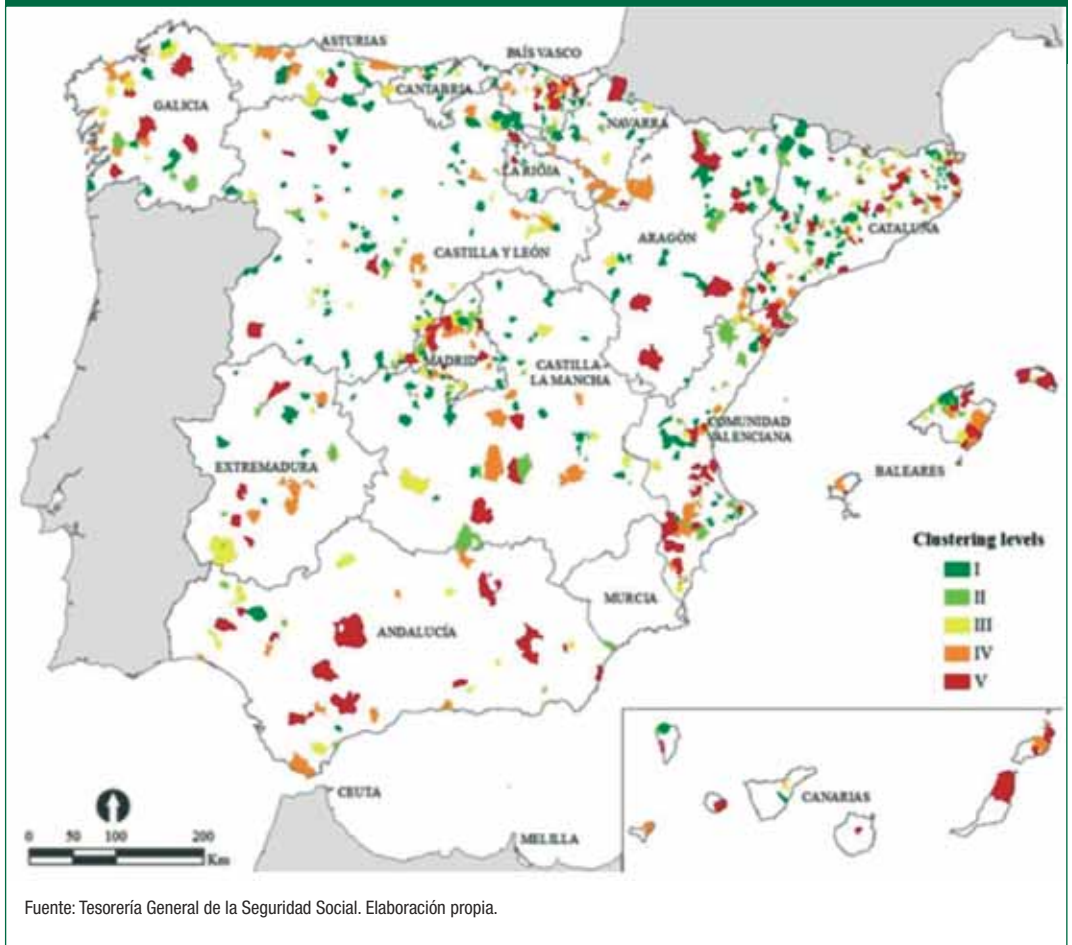 ASTURIAS
PAÍS VASCO
CANTABRIA
GALICIA
NAVARRA
LA RIOJA
CATALUÑA
ARAGÓN
CASTILLA Y LEÓN
MADRID
CASTILLA-
LA MANCHA
COMUNIDAD
VALENCIANA
EXTREMADURA
BALEARES
Clustering levels
I
II
III
IV
V
MURCIA
ANDALUCÍA
CEUTA
CANARIAS
MELILLA
0 50 100 200
Km
Fuente: Tesorería General de la Seguridad Social. Elaboración propia.